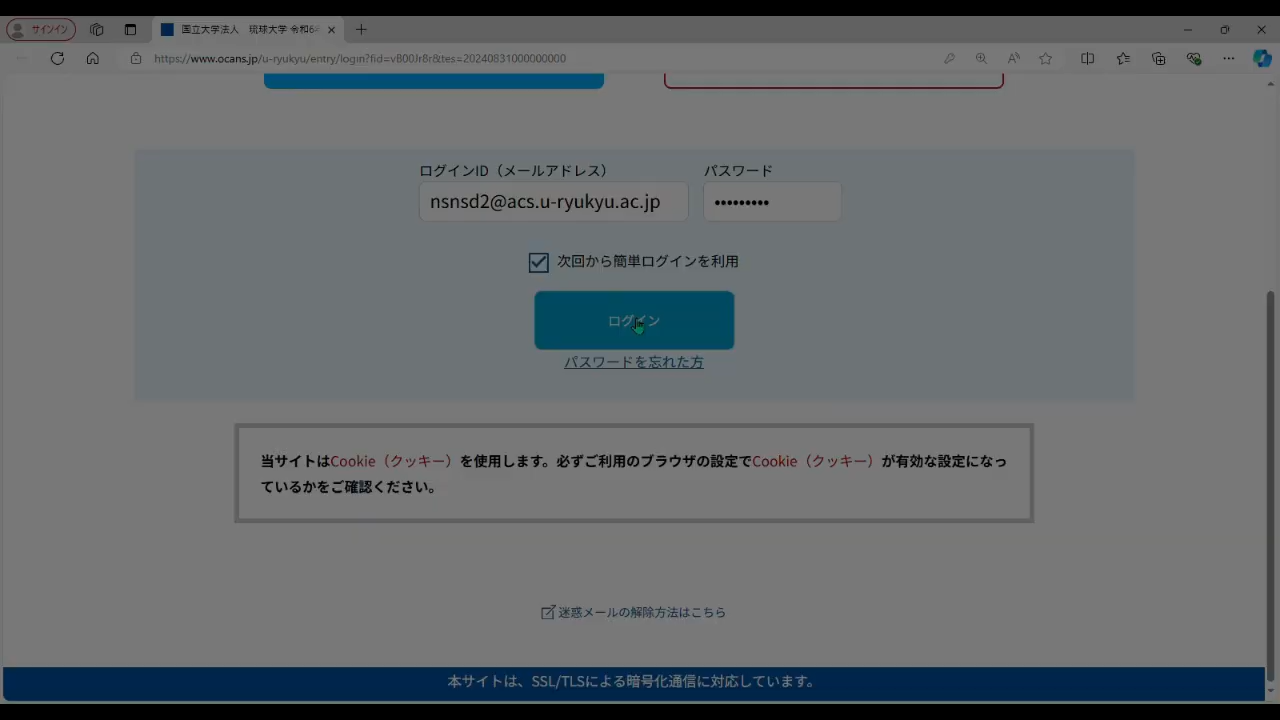 サインイン
国立大学法人 琉球大学 令和6年
https://www.ocans.jp/u-ryukyu/entry/login?fid=v800Jr8r&tes=20240831000000000
ログインID（メールアドレス）
パスワード
nsnsd2@acs.u-ryukyu.ac.jp
•••••••••
次回から簡単ログインを利用
ログイン
パスワードを忘れた方
当サイトはCookie（クッキー）を使用します。必ずご利用のブラウザの設定でCookie（クッキー）が有効な設定になっ
ているかをご確認ください。
迷惑メールの解除方法はこちら
本サイトは、SSL/TLSによる暗号化通信に対応しています。